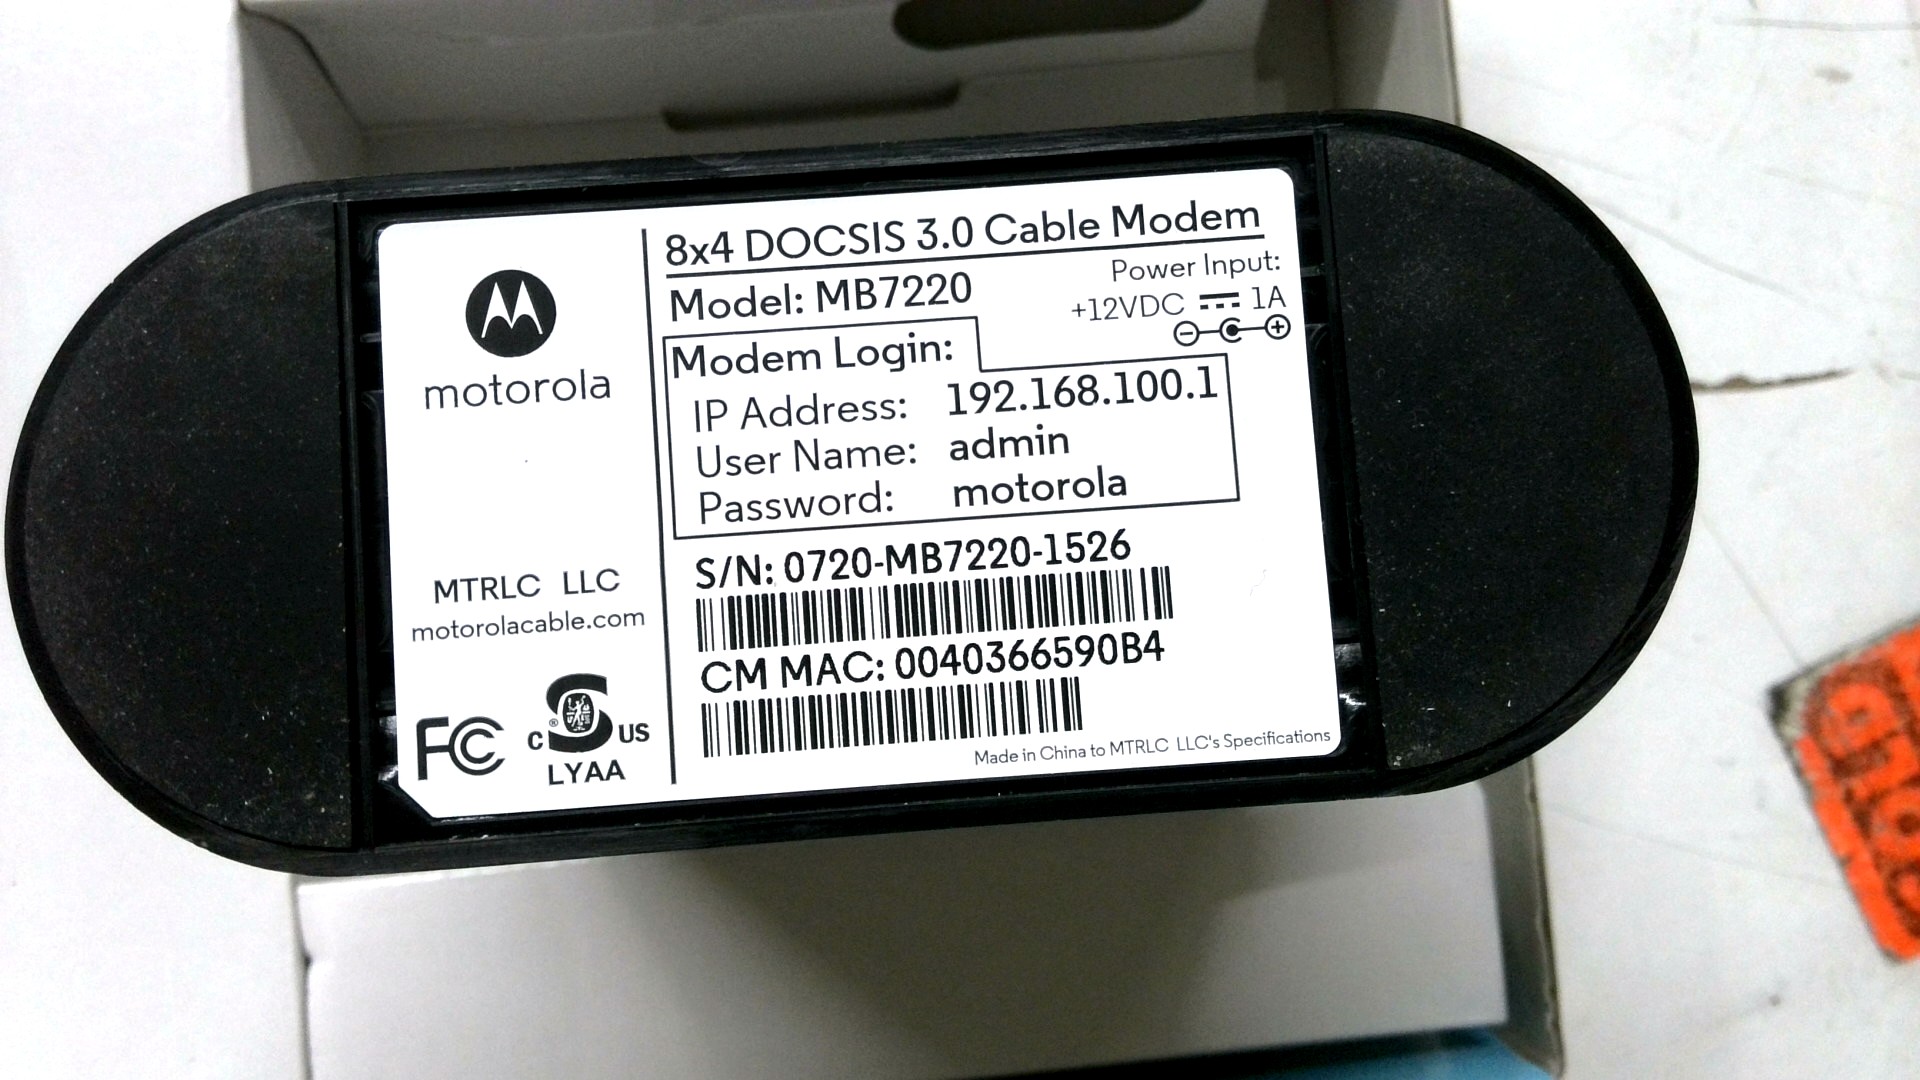 motorola
MTRLC LLC
motorolacable.com
FC
C S US
LYAA
8x4 DOCSIS 3.0 Cable Modem
Model: MB7220
Power Input:
+12VDC 1A
Modem Login:
IP Address: 192.168.100.1
User Name: admin
Password: motorola
S/N: 0720-MB7220-1526
CM MAC: 0040366590B4
Made in China to MTRLC LLC's Specifications